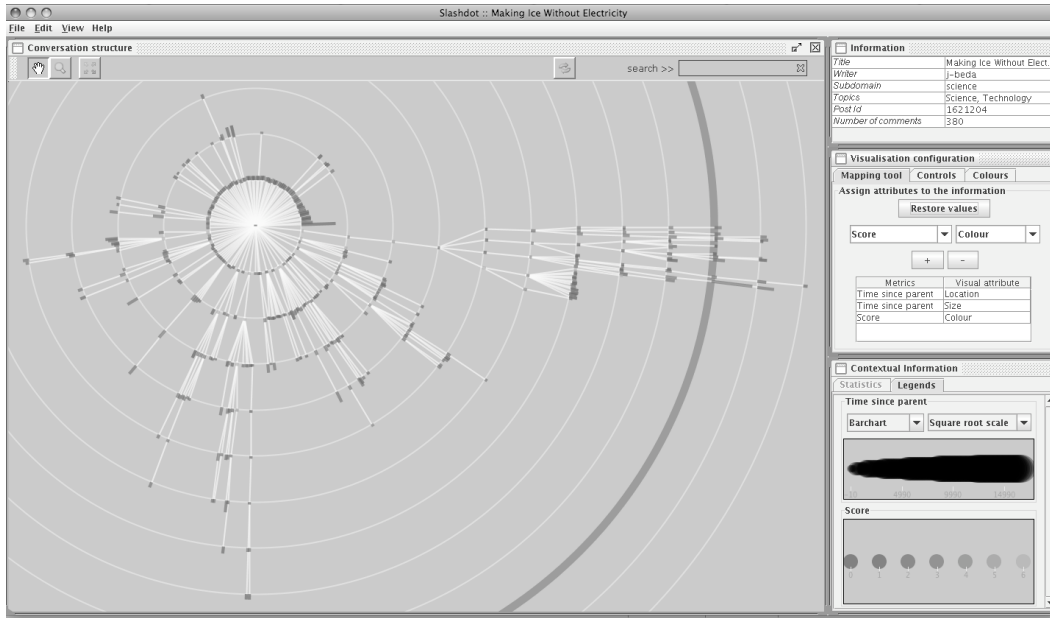 Slashdot :: Making Ice Without Electricity
File Edit View Help
Conversation structure
search >>
Information
Title Making Ice Without Elect.
Writer j-beda
Subdomain science
Topics Science, Technology
Post Id 1621204
Number of comments 380
Visualisation configuration
Mapping tool Controls Colours
Assign attributes to the information
Restore values
Score Colour
+ -
Metrics Visual attribute
Time since parent Location
Time since parent Size
Score Colour
Contextual Information
Statistics Legends
Time since parent
Barchart Square root scale
-10 4990 9990 14990
Score
0 1 2 3 4 5 6